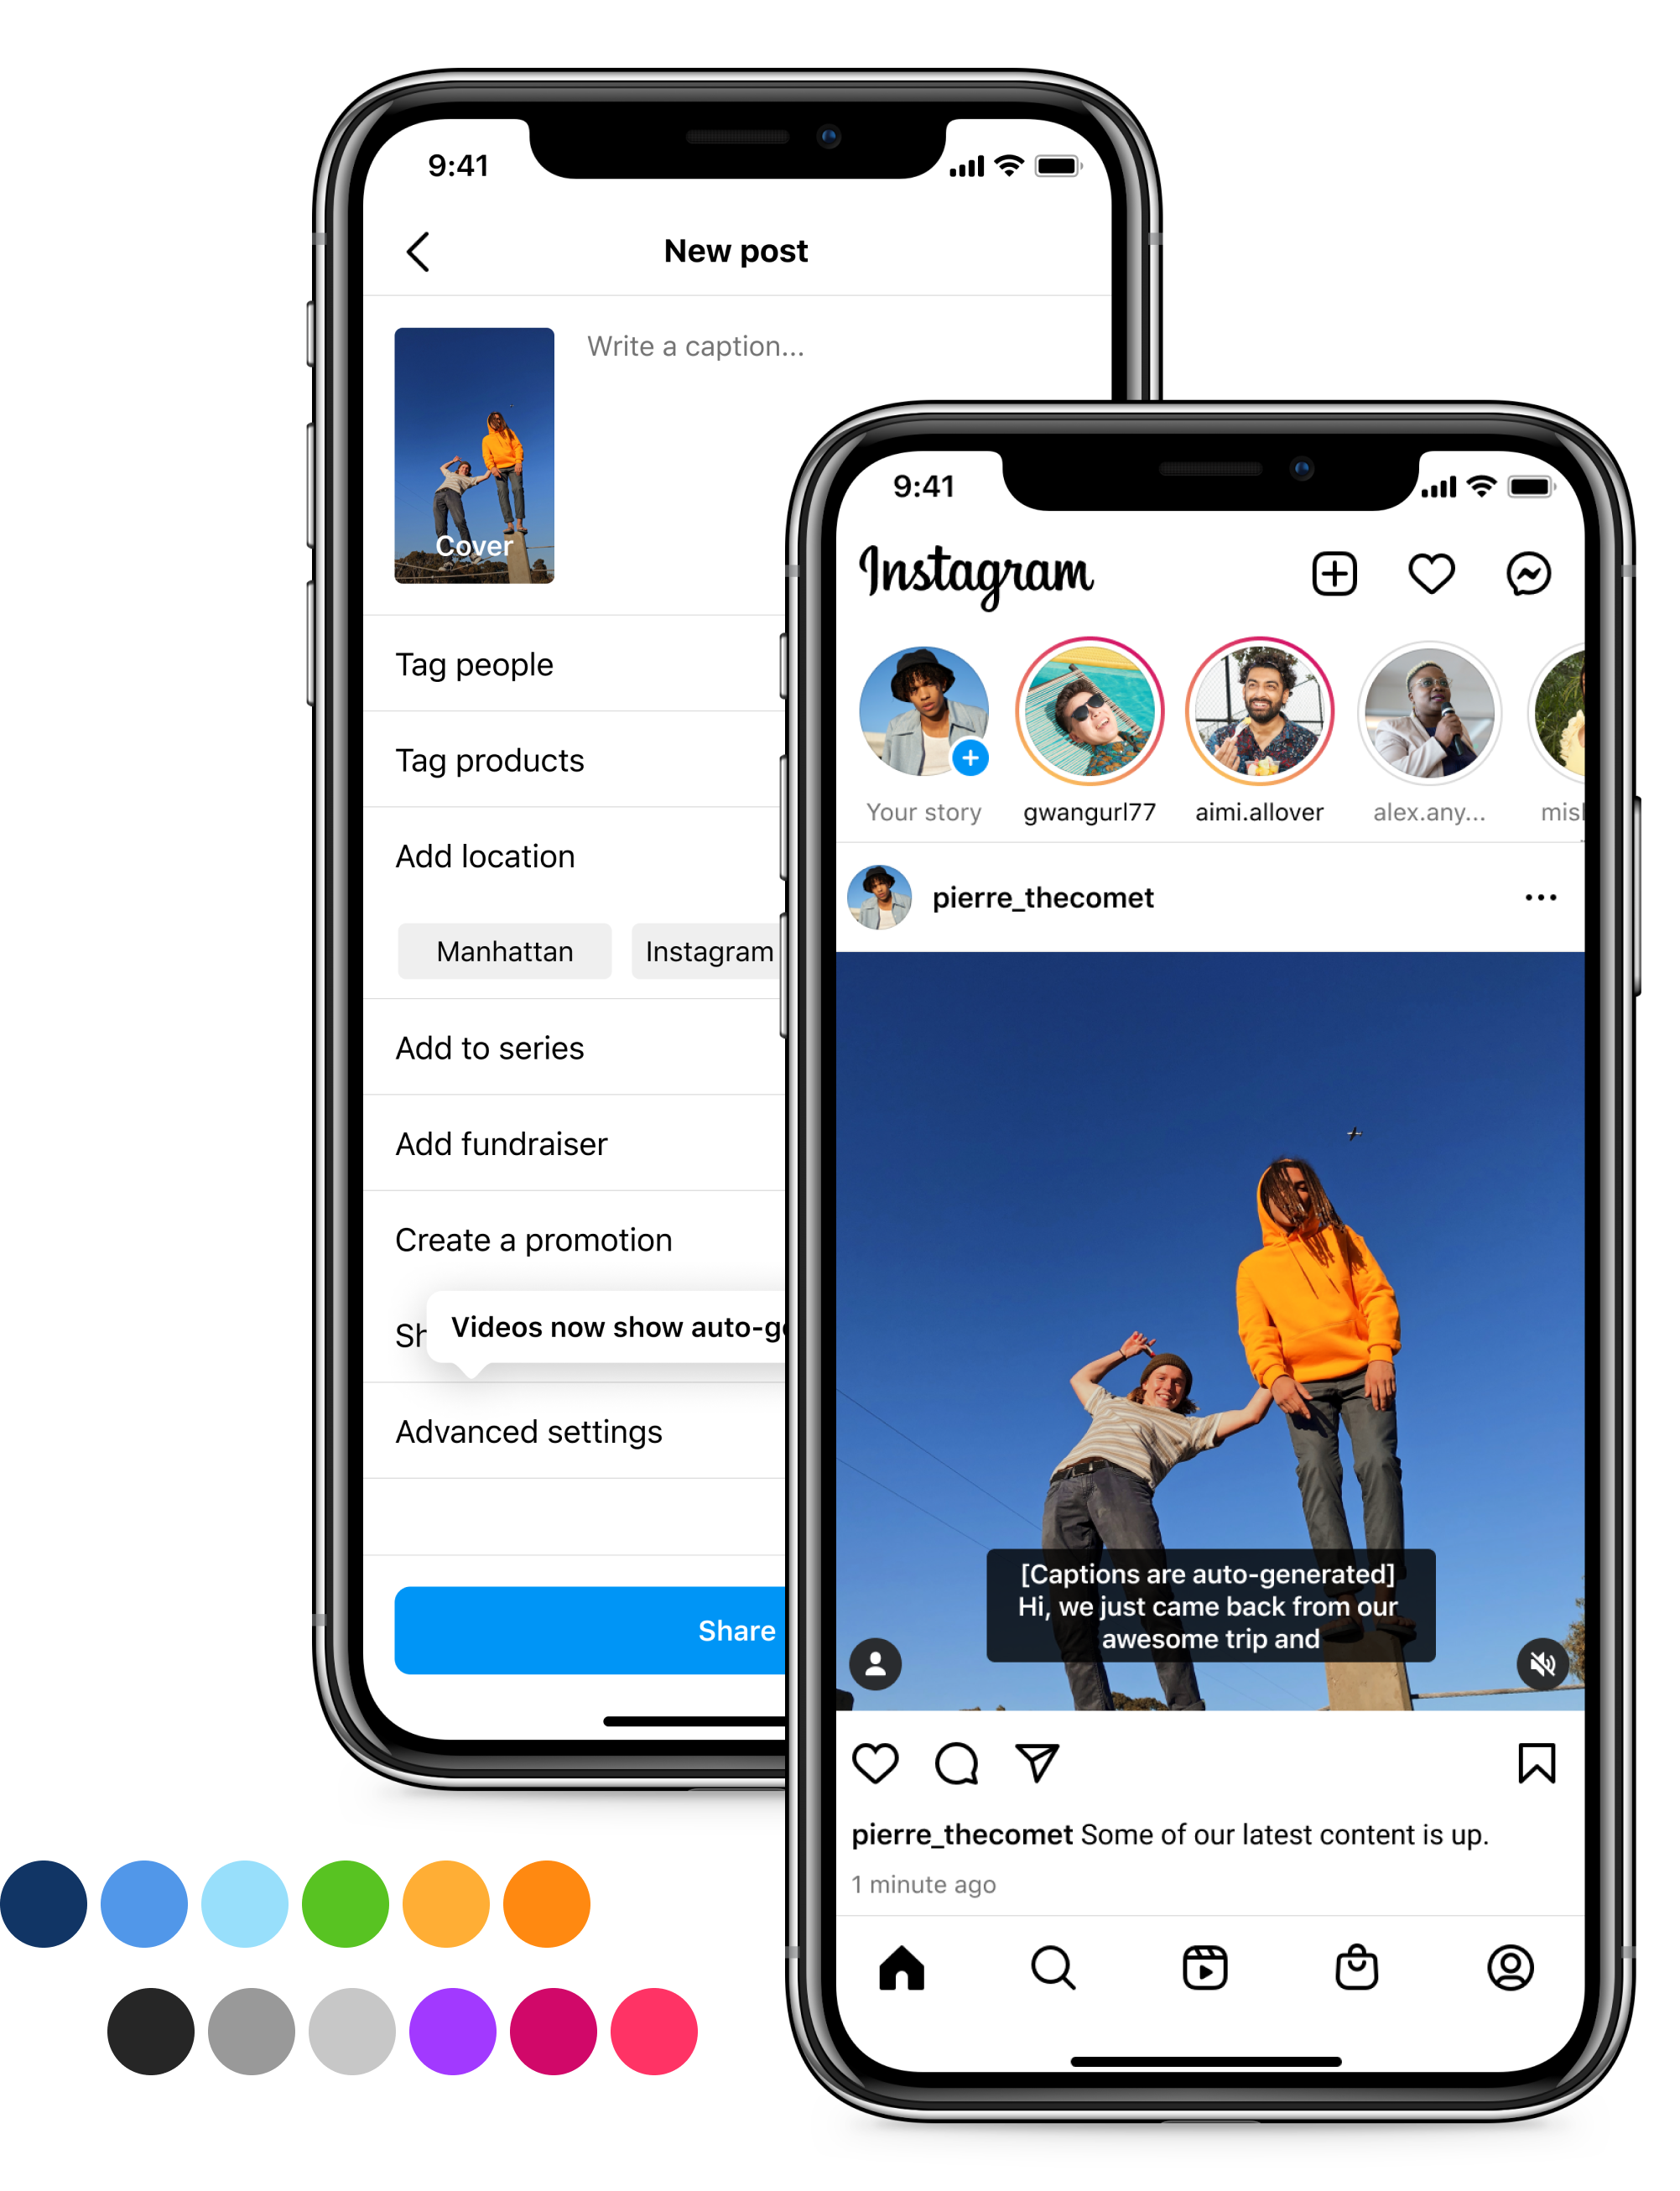 9:41
New post
Write a caption...
Cover
Tag people
Tag products
Add location
Manhattan
Instagram
Add to series
Add fundraiser
Create a promotion
Videos now show
Advanced settings
Share
9:41
Instagram
Your story
gwangurl77
aimi.allover
alex.any...
pierre_thecomet
[Captions are auto-generated]
Hi, we just came back from our
awesome trip and
pierre_thecomet Some of our latest content is up.
1 minute ago